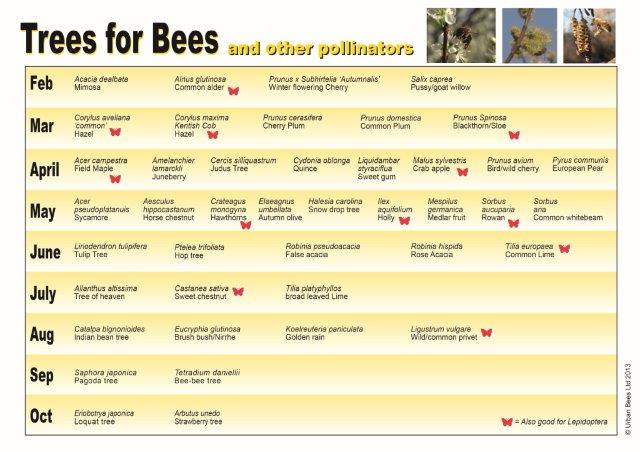 Trees for Bees and other pollinators
Feb
Acacia dealbata
Mimosa
Alnus glutinosa
Common alder
Prunus x Subhirtelia 'Autumnalis'
Winter flowering Cherry
Salix caprea
Pussy/goat willow
Mar
Corylus avellana
'common'
Hazel
Corylus maxima
Kentish Cob
Hazel
Prunus cerasifera
Cherry Plum
Prunus domestica
Common Plum
Prunus Spinosa
Blackthorn/Sloe
April
Acer campestra
Field Maple
Amelanchier
lamarckii
Juneberry
Cercis silliquastrum
Judus Tree
Cydonia oblonga
Quince
Liquidambar
styraciflua
Sweet gum
Malus sylvestris
Crab apple
Prunus avium
Bird/wild cherry
Pyrus communis
European Pear
May
Acer
pseudoplatanuis
Sycamore
Aesculus
hippocastanum
Horse chestnut
Crataegus
monogyna
Hawthorns
Elaeagnus
umbellata
Autumn olive
Halesia carolina
Snow drop tree
Ilex
aquifolium
Holly
Mespilus
germanica
Medlar fruit
Sorbus
aucuparia
Rowan
Sorbus
aria
Common whitebeam
June
Liriodendron tulipifera
Tulip Tree
Ptelea trifoliata
Hop tree
Robinia pseudoacacia
False acacia
Robinia hispida
Rose Acacia
Tilia europaea
Common Lime
July
Ailanthus altissima
Tree of heaven
Castanea sativa
Sweet chestnut
Tilia platyphyllos
broad leaved Lime
Aug
Catalpa bignonioides
Indian bean tree
Eucryphia glutinosa
Brush bush/Nirrhe
Koelreuteria paniculata
Golden rain
Ligustrum vulgare
Wild/common privet
Sep
Saphora japonica
Pagoda tree
Tetradium daniellii
Bee-bee tree
Oct
Eriobotrya japonica
Loquat tree
Arbutus unedo
Strawberry tree
= Also good for Lepidoptera
© Urban Bees Ltd 2013